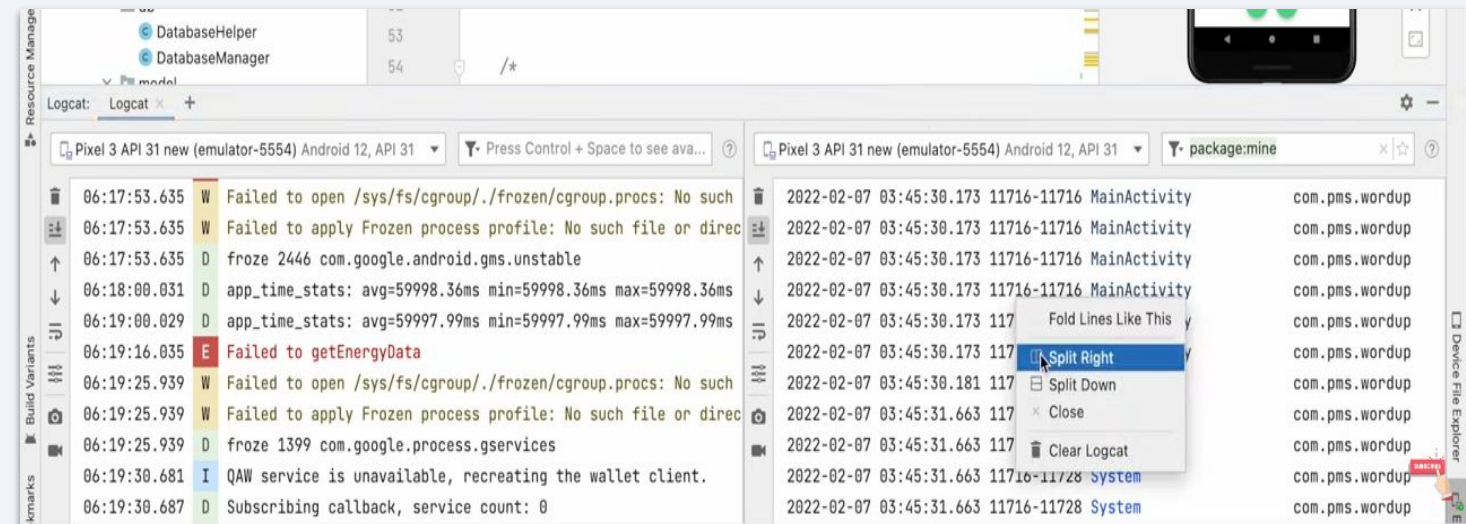 Resource Manage
DatabaseHelper
DatabaseManager
53
54
/*
model
Logcat:
Logcat
+
Pixel 3 API 31 new (emulator-5554) Android 12, API 31
Press Control + Space to see ava...
06:17:53.635 W Failed to open /sys/fs/cgroup/./frozen/cgroup.procs: No such
06:17:53.635 W Failed to apply Frozen process profile: No such file or direc
06:17:53.635 D froze 2446 com.google.android.gms.unstable
06:18:00.031 D app_time_stats: avg=59998.36ms min=59998.36ms max=59998.36ms
06:19:00.029 D app_time_stats: avg=59997.99ms min=59997.99ms max=59997.99ms
06:19:16.035 E Failed to getEnergyData
06:19:25.939 W Failed to open /sys/fs/cgroup/./frozen/cgroup.procs: No such
06:19:25.939 W Failed to apply Frozen process profile: No such file or direc
06:19:25.939 D froze 1399 com.google.process.gservices
06:19:30.681 I QAW service is unavailable, recreating the wallet client.
06:19:30.687 D Subscribing callback, service count: 0
Pixel 3 API 31 new (emulator-5554) Android 12, API 31
package:mine
2022-02-07 03:45:30.173 11716-11716 MainActivity com.pms.wordup
2022-02-07 03:45:30.173 11716-11716 MainActivity com.pms.wordup
2022-02-07 03:45:30.173 11716-11716 MainActivity com.pms.wordup
2022-02-07 03:45:30.173 11716-11716 MainActivity com.pms.wordup
2022-02-07 03:45:30.173 117 y com.pms.wordup
2022-02-07 03:45:30.173 117 y com.pms.wordup
2022-02-07 03:45:30.181 117 com.pms.wordup
2022-02-07 03:45:31.663 117 com.pms.wordup
2022-02-07 03:45:31.663 117 com.pms.wordup
2022-02-07 03:45:31.663 11716-11728 System com.pms.wordup
2022-02-07 03:45:31.663 11716-11728 System com.pms.wordup
Fold Lines Like This
Split Right
Split Down
Close
Clear Logcat
Build Variants
kmarks
Device File Explorer
SUBSCRIBE